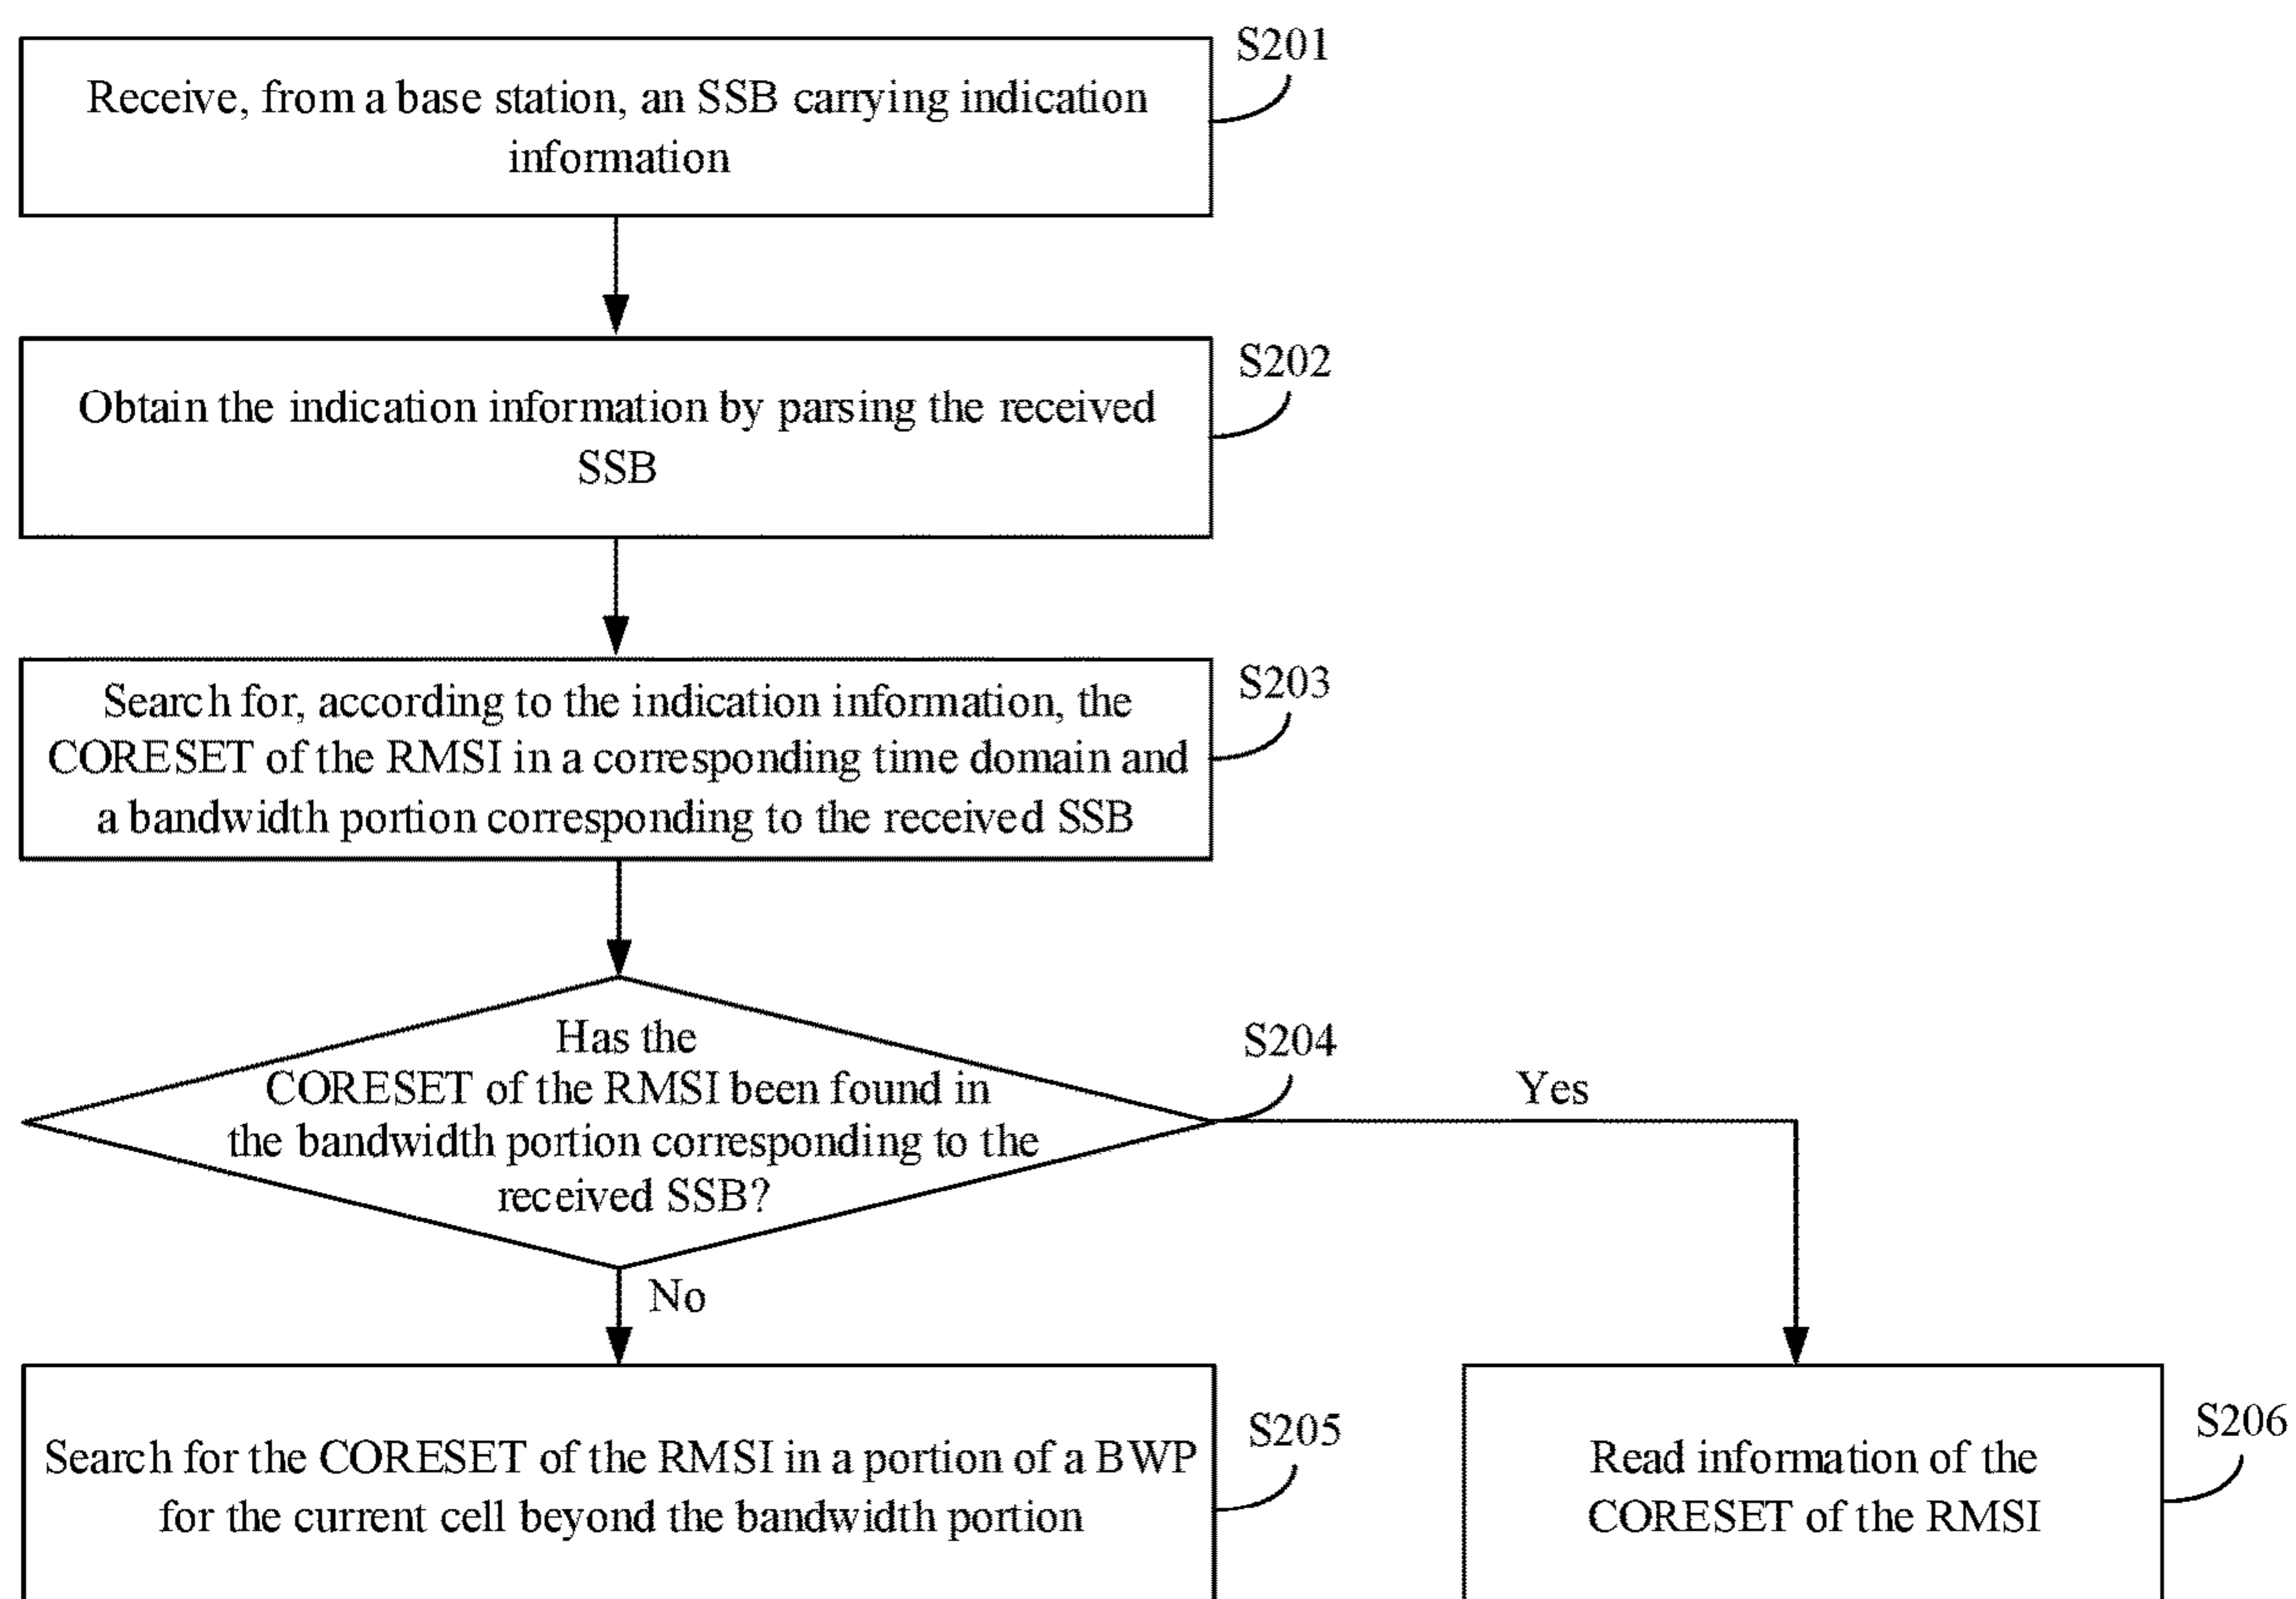 S201
Receive, from a base station, an SSB carrying indication
information
S202
Obtain the indication information by parsing the received
SSB
S203
Search for, according to the indication information, the
CORESET of the RMSI in a corresponding time domain and
a bandwidth portion corresponding to the received SSB
S204
Has the
CORESET of the RMSI been found in
the bandwidth portion corresponding to the
received SSB?
Yes
No
S205
Search for the CORESET of the RMSI in a portion of a BWP
for the current cell beyond the bandwidth portion
S206
Read information of the
CORESET of the RMSI